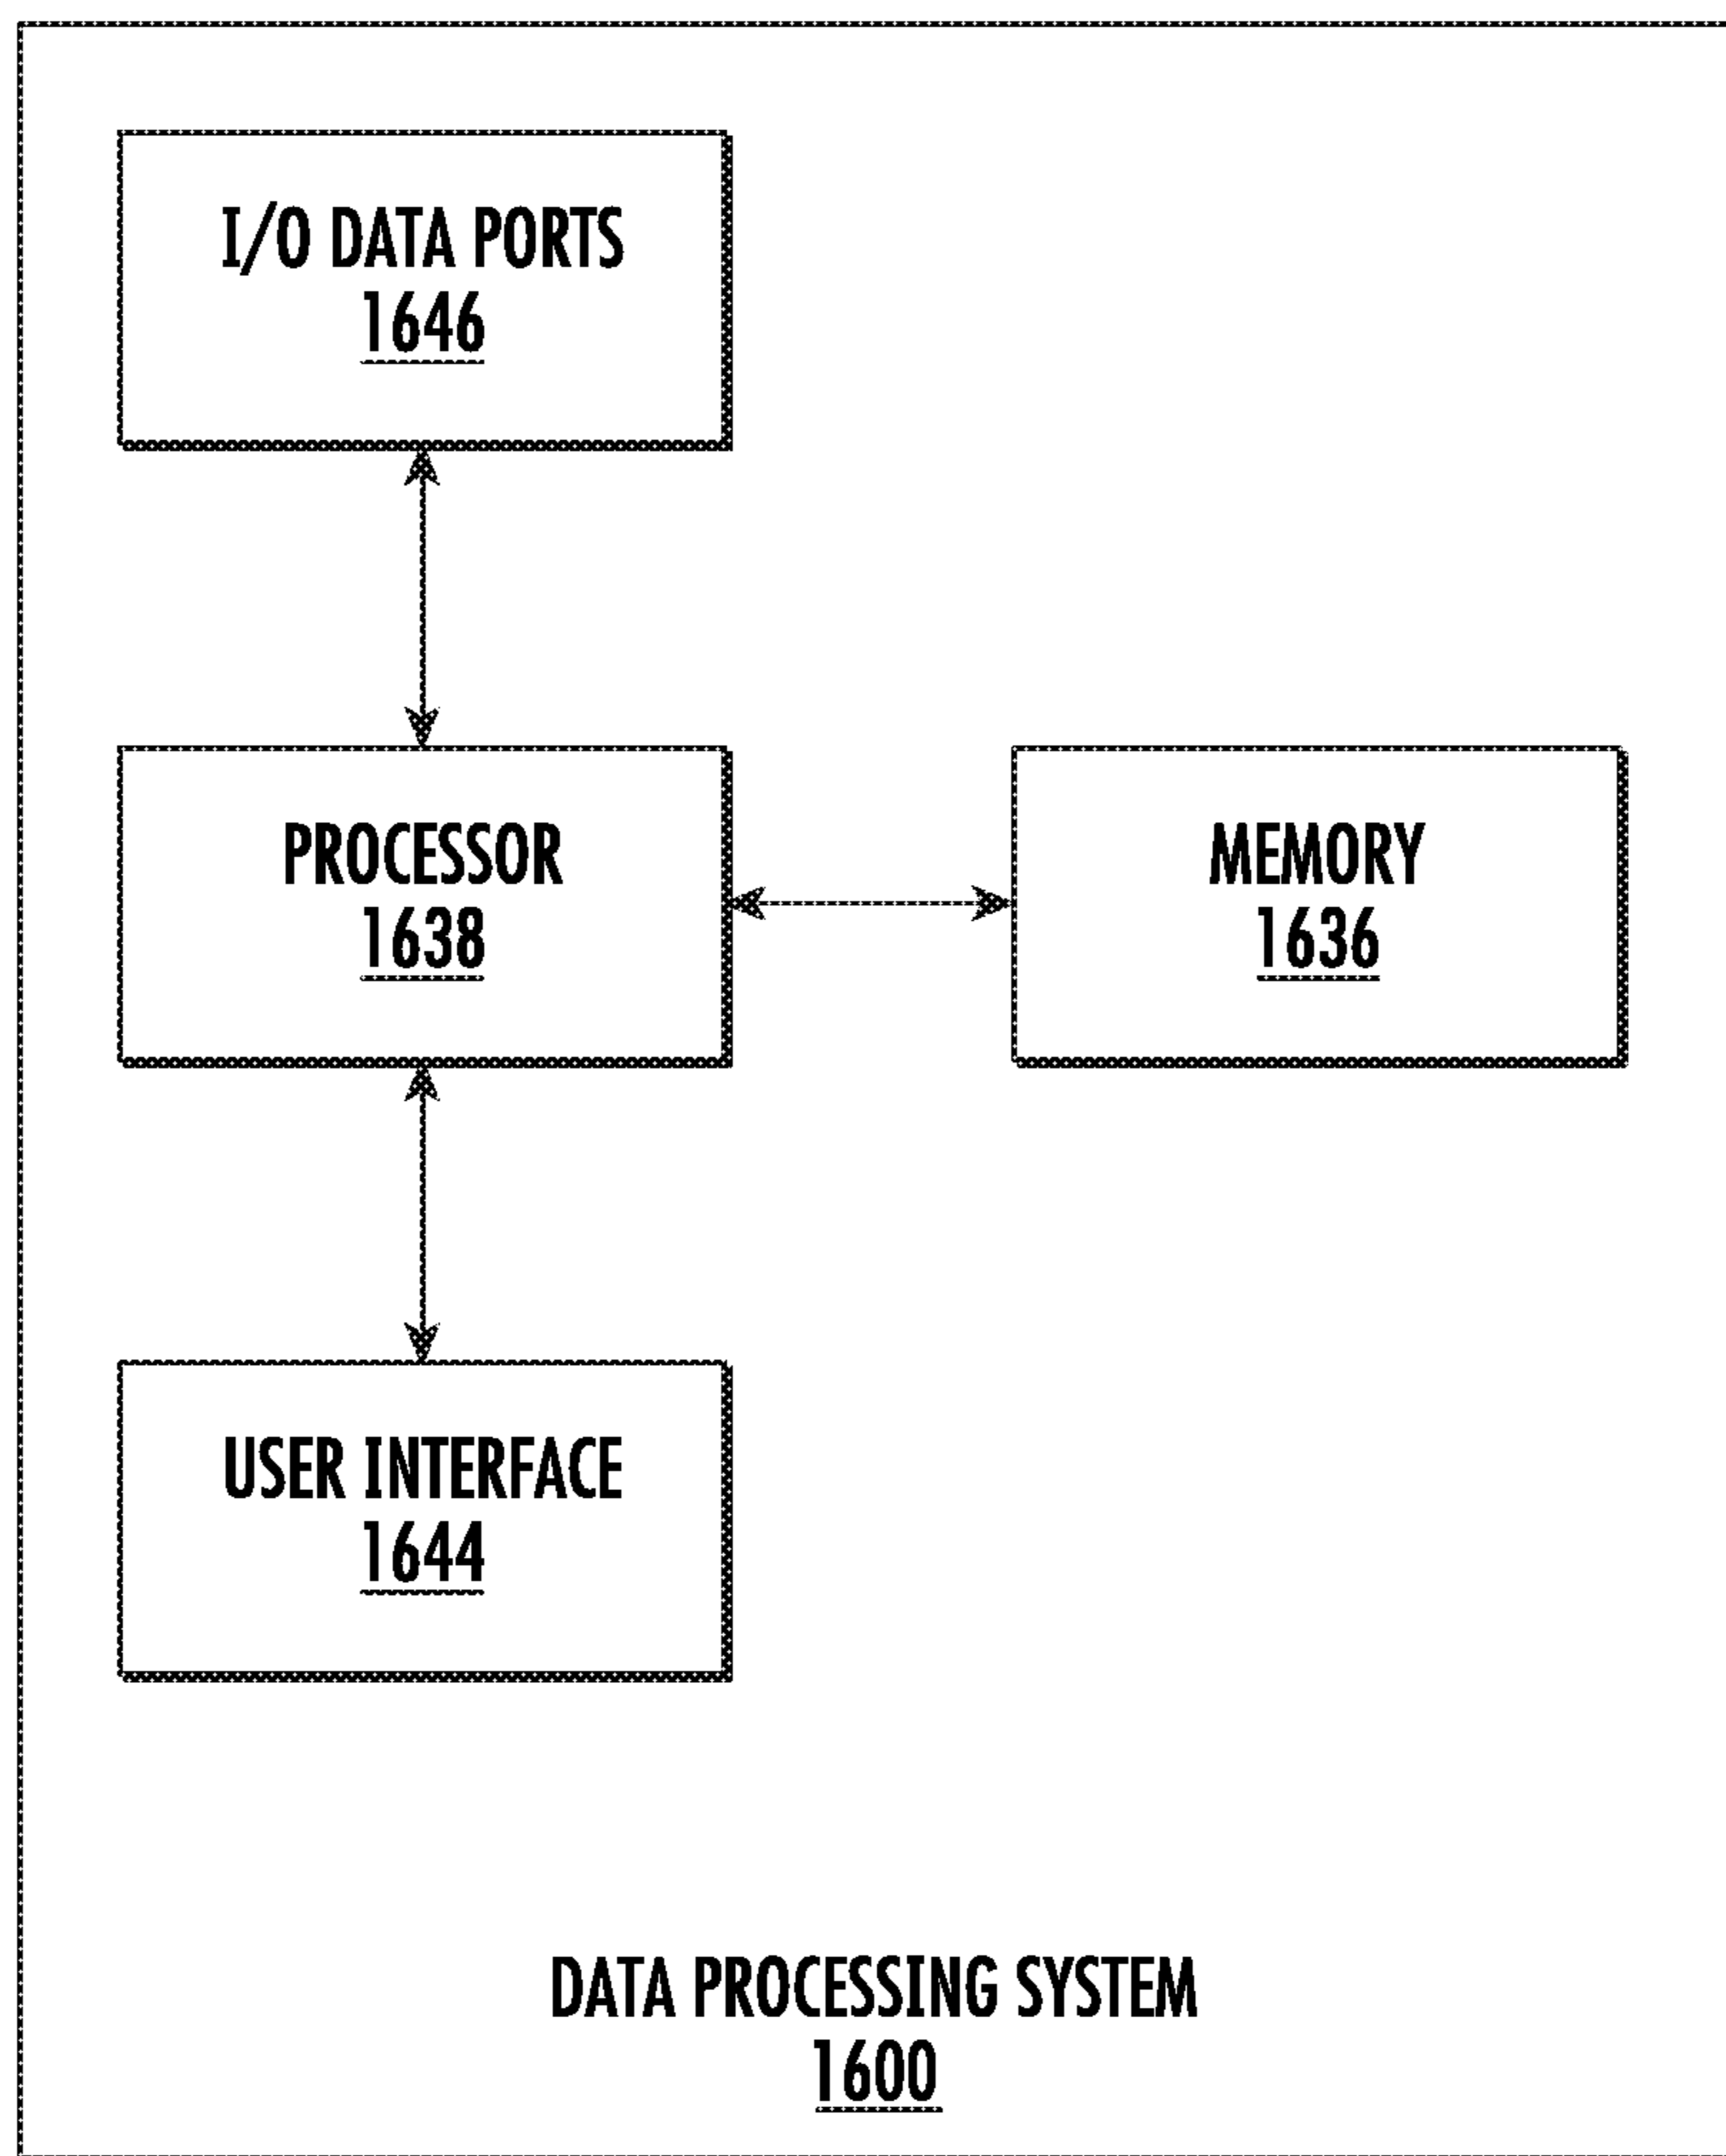 I/O DATA PORTS
1646
PROCESSOR
1638
MEMORY
1636
USER INTERFACE
1644
DATA PROCESSING SYSTEM
1600